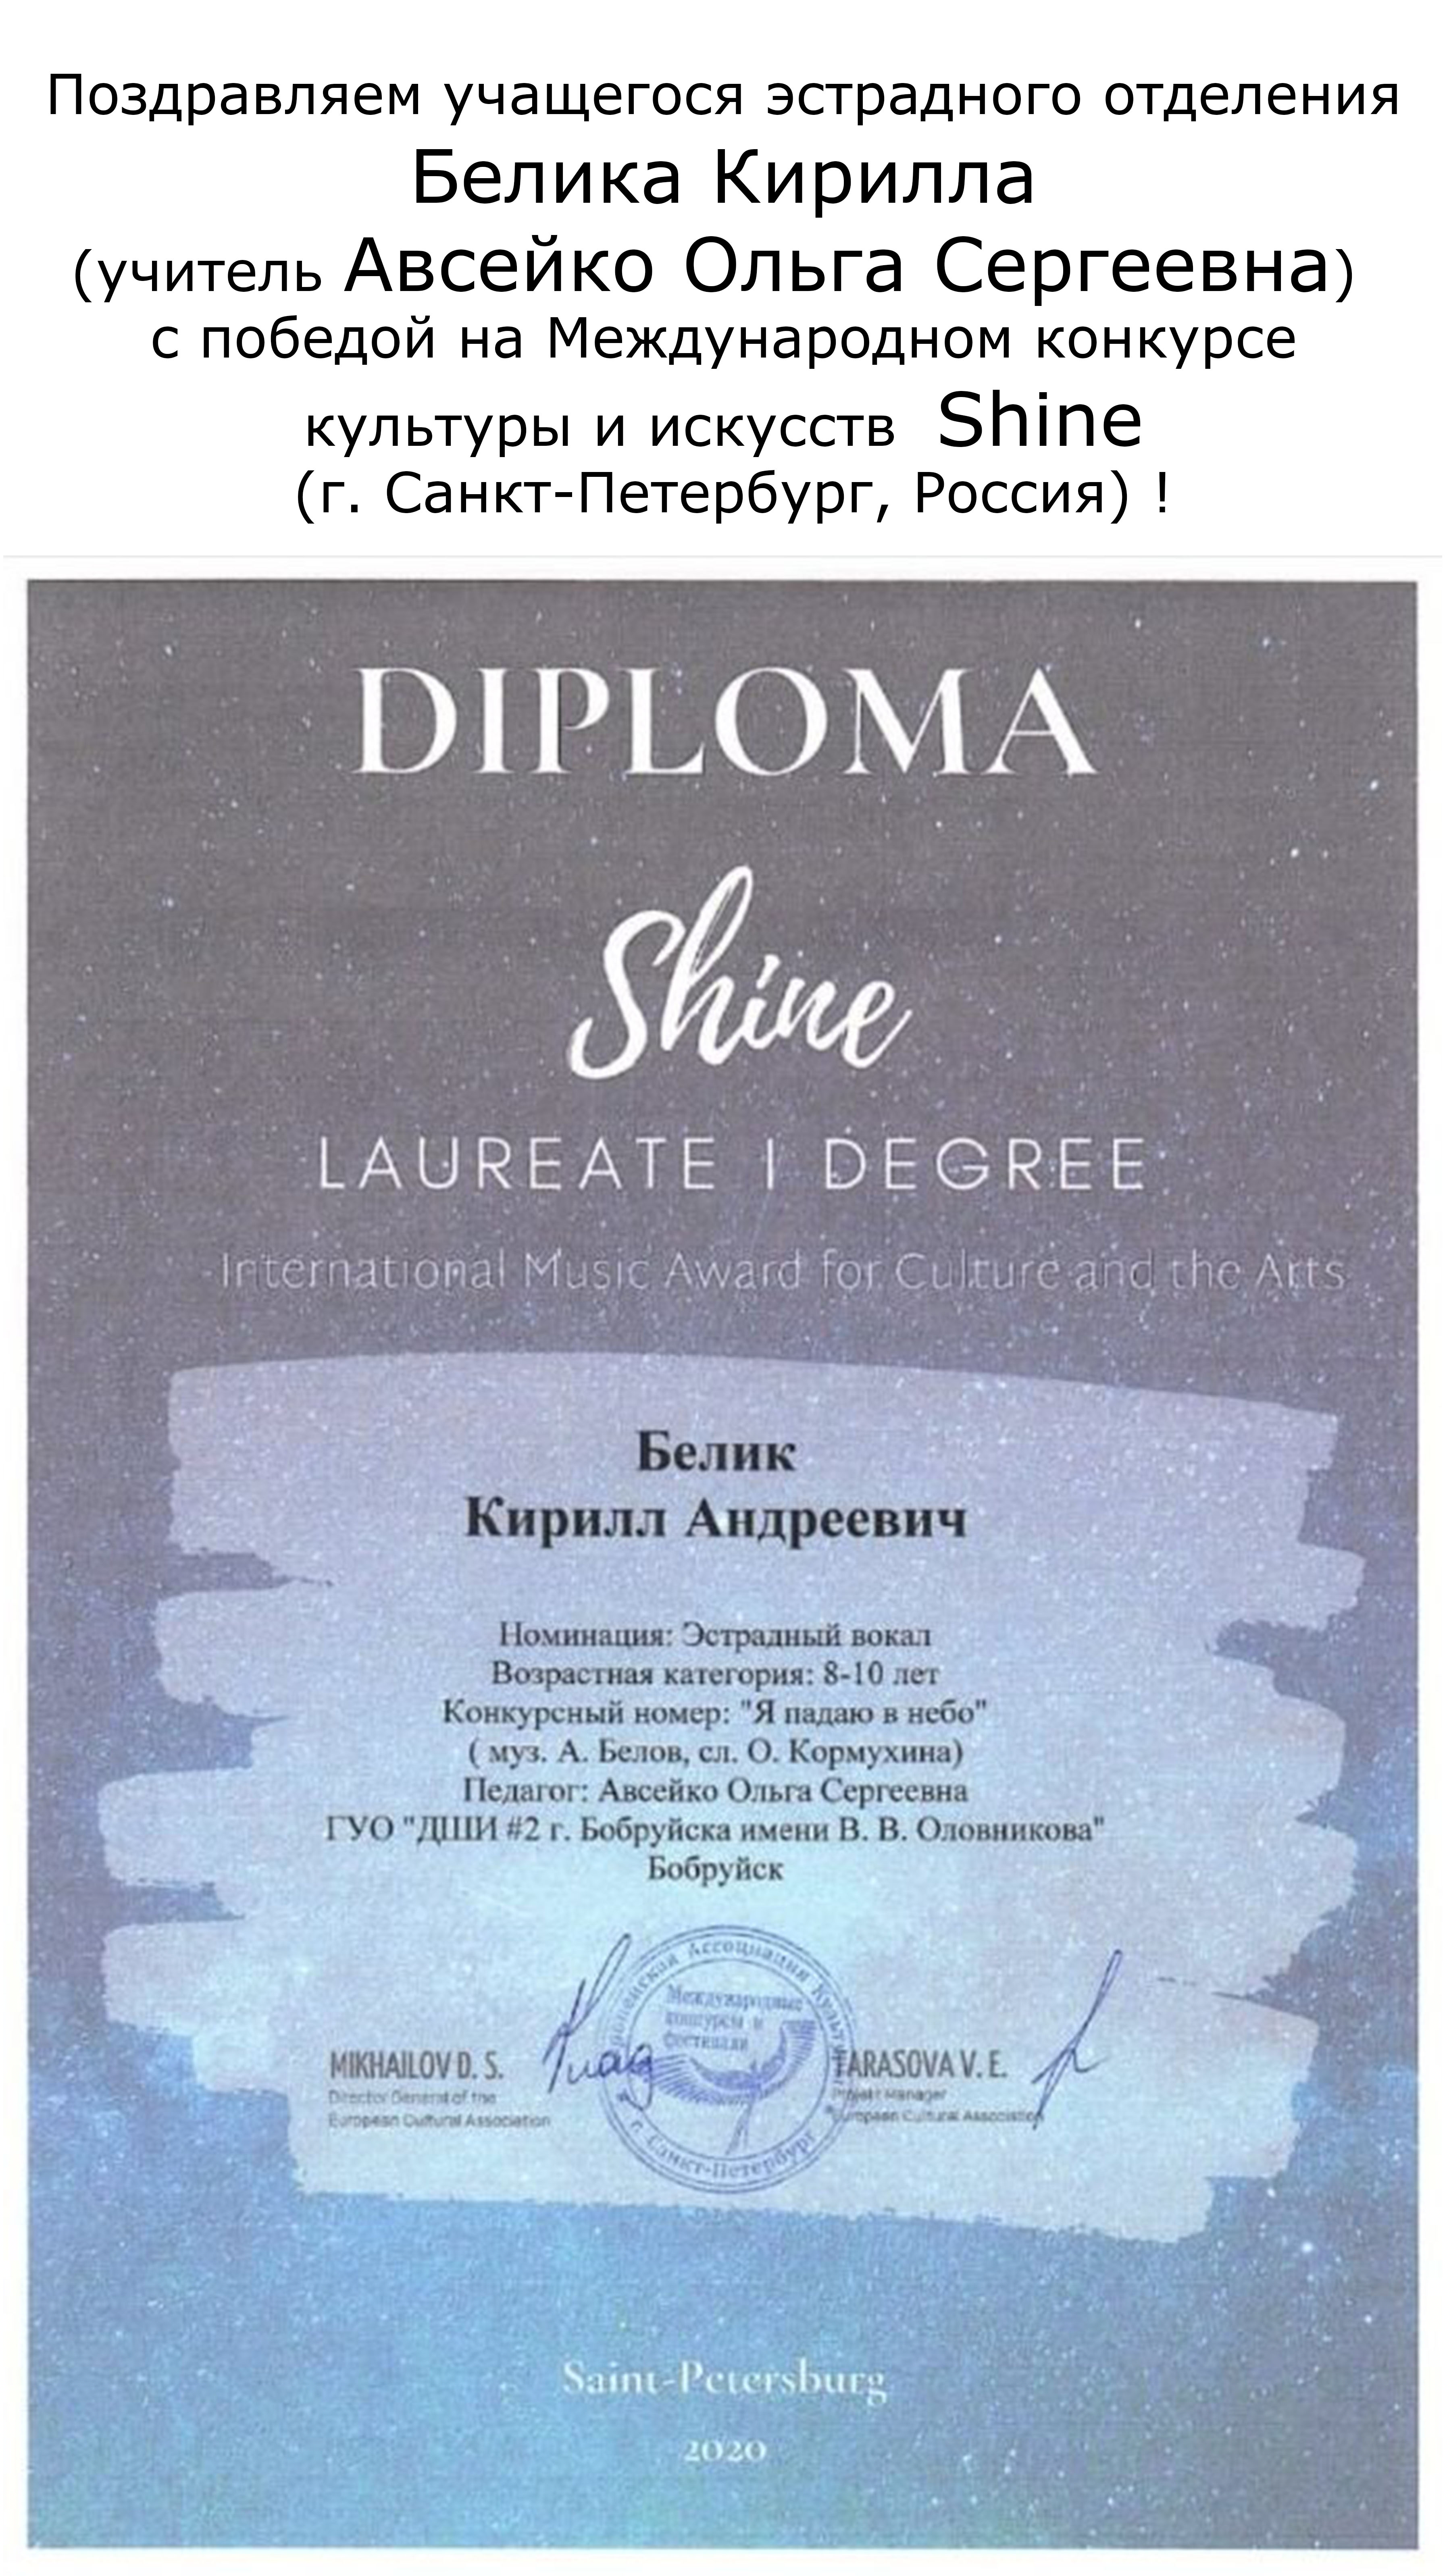 Поздравляем учащегося эстрадного отделения
Белика Кирилла
(учитель Авсейко Ольга Сергеевна)
с победой на Международном конкурсе
культуры и искусств Shine
(г. Санкт-Петербург, Россия) !
DIPLOMA
Shine
LAUREATE I DEGREE
International Music Award for Culture and the Arts
Белик
Кирилл Андреевич
Номинация: Эстрадный вокал
Возрастная категория: 8-10 лет
Конкурсный номер: "Я падаю в небо"
( муз. А. Белов, сл. О. Кормухина)
Педагог: Авсейко Ольга Сергеевна
ГУО "ДШИ #2 г. Бобруйска имени В. В. Оловникова"
Бобруйск
Ассоциация
Международные
конкурсы и
фестивали
г. Санкт-Петербург
MIKHAILOV D. S.
Director General of the
European Cultural Association
TARASOVA V. E.
Manager
European Cultural Association
Saint-Petersburg
2020